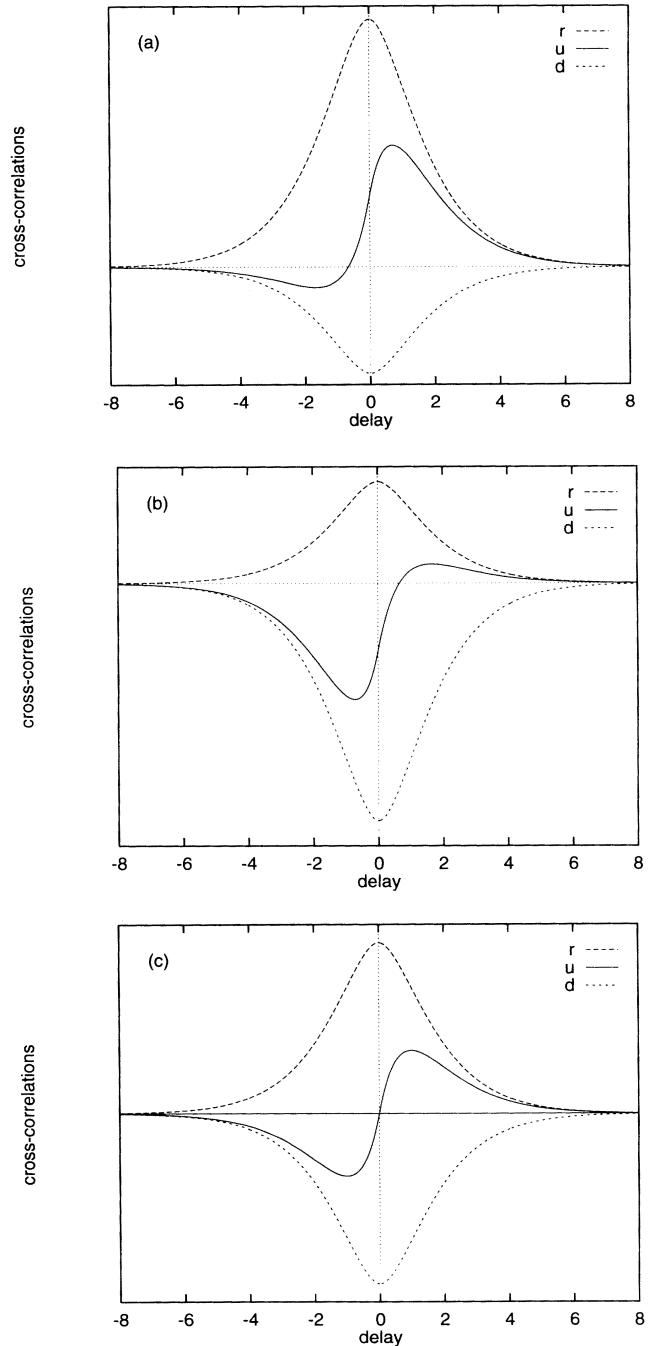 (a)
r
u
d
cross-correlations
-8 -6 -4 -2 0 2 4 6 8
delay
(b)
r
u
d
cross-correlations
-8 -6 -4 -2 0 2 4 6 8
delay
(c)
r
u
d
cross-correlations
-8 -6 -4 -2 0 2 4 6 8
delay